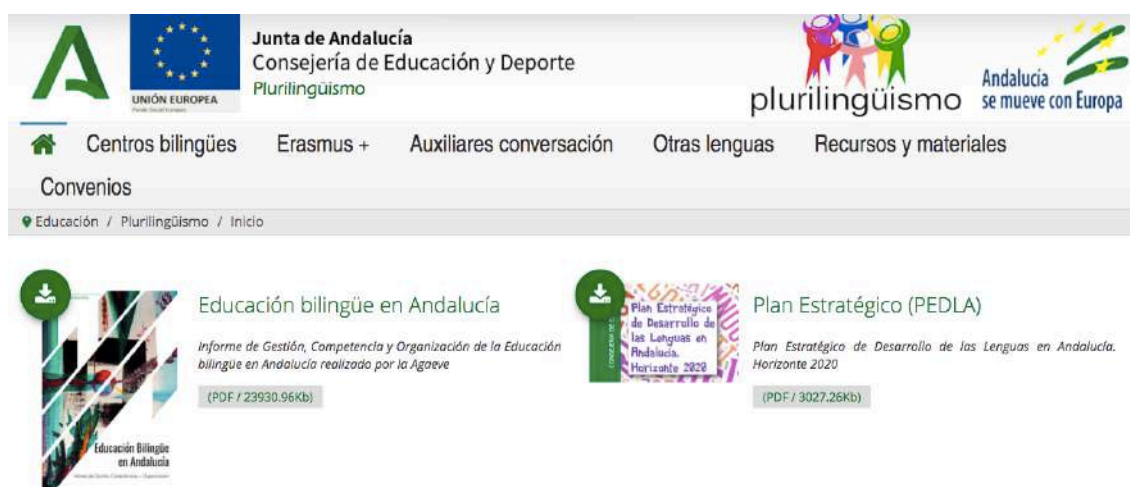 Junta de Andalucía
Consejería de Educación y Deporte
Plurilingüismo
UNIÓN EUROPEA
Fondo Social Europeo
plurilingüismo
Andalucía
se mueve con Europa
Centros bilingües
Erasmus +
Auxiliares conversación
Otras lenguas
Recursos y materiales
Convenios
Educación / Plurilingüismo / Inicio
Educación bilingüe en Andalucía
Informe de Gestión, Competencia y Organización de la Educación
bilingüe en Andalucía realizado por la Agaeve
(PDF / 23930.96Kb)
Educación Bilingüe
en Andalucía
Plan Estratégico
de Desarrollo de
las Lenguas en
Andalucía.
Horizonte 2020
Plan Estratégico (PEDLA)
Plan Estratégico de Desarrollo de las Lenguas en Andalucía.
Horizonte 2020
(PDF / 3027.26Kb)